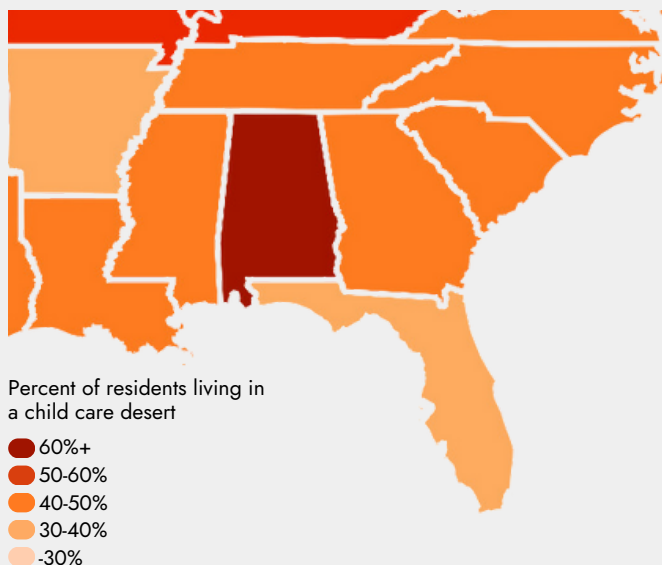 Percent of residents living in
a child care desert
60%+
50-60%
40-50%
30-40%
-30%